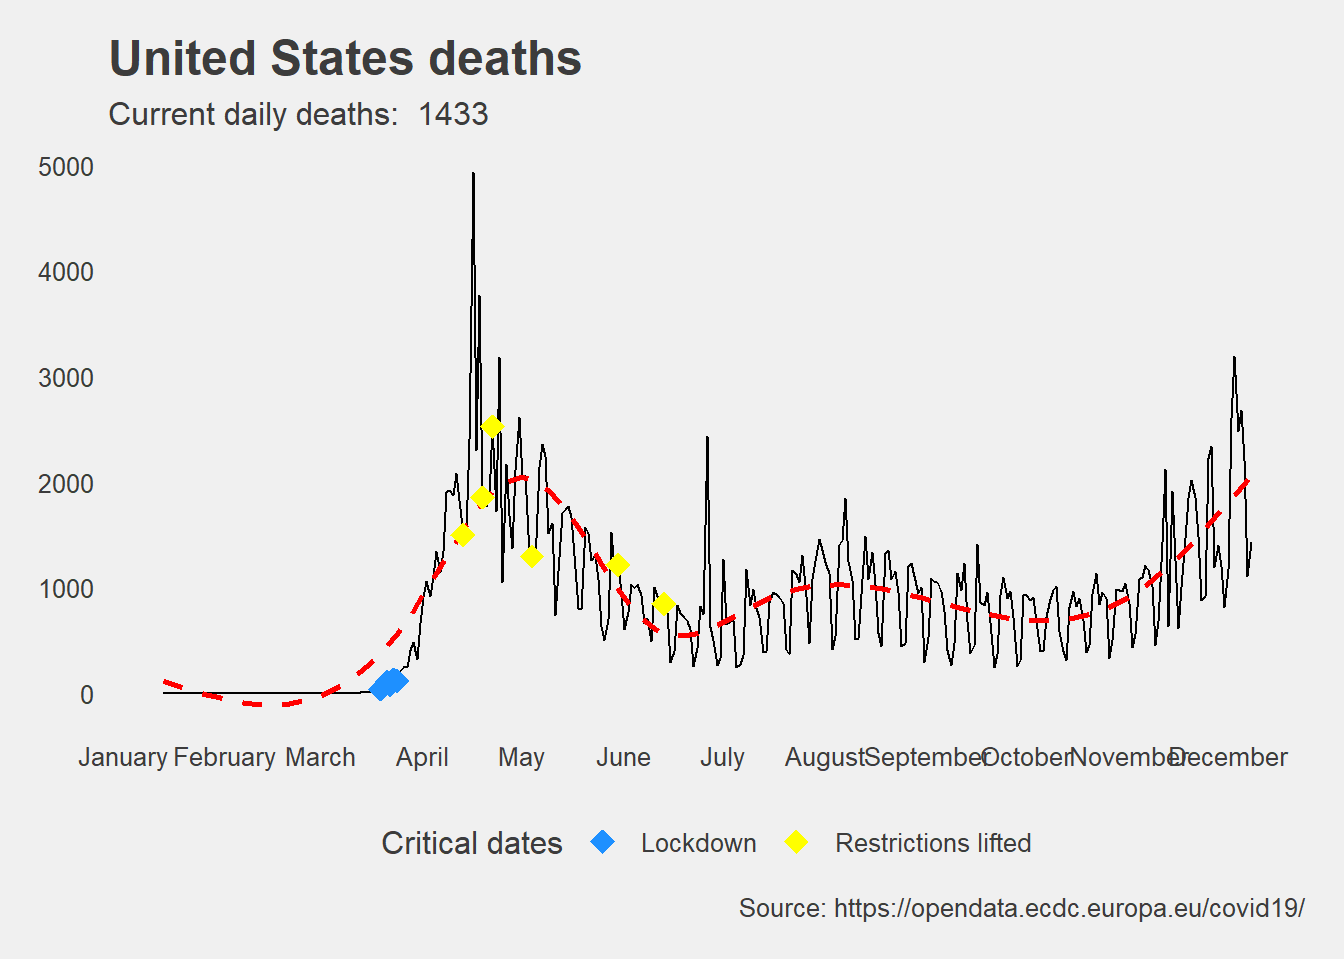 United States deaths
Current daily deaths:  1433
5000
4000
3000
2000
1000
0
January February March April May June July August September October November December
Critical dates Lockdown Restrictions lifted
Source: https://opendata.ecdc.europa.eu/covid19/